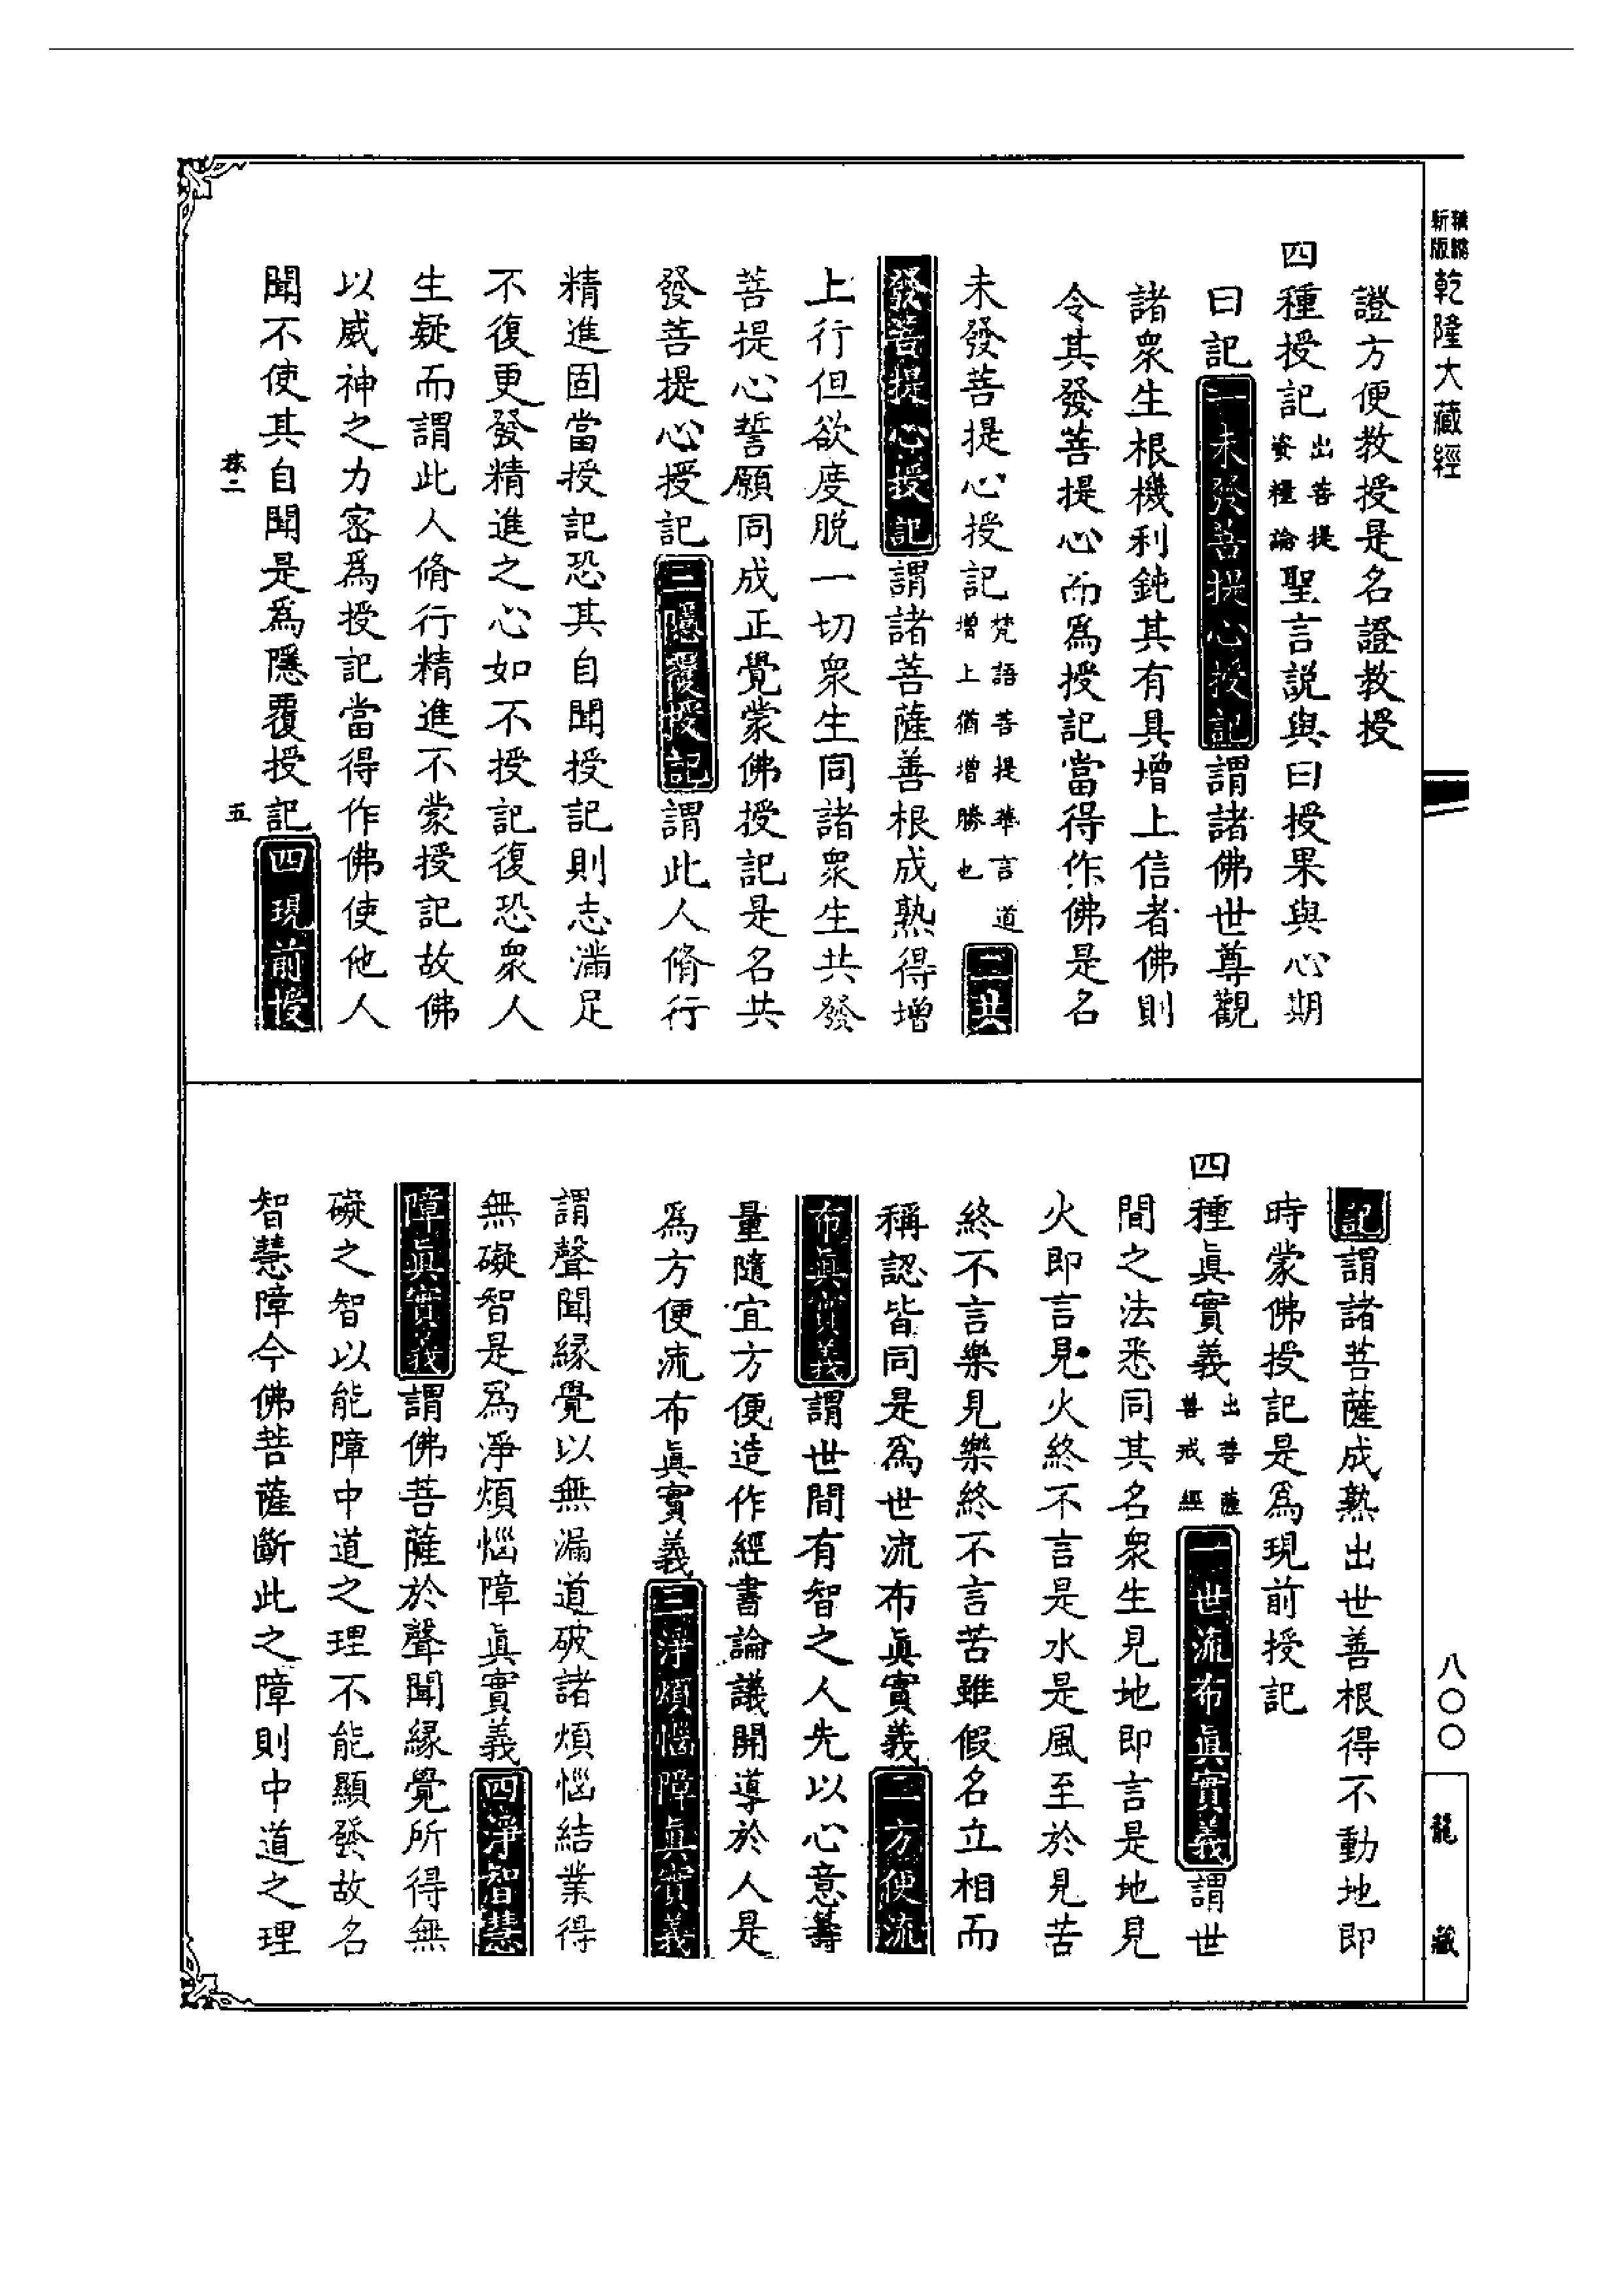 新版
精縮
乾隆大藏經
證方便教授是名證教授
四種授記出菩提資糧論聖言説與曰授果與心期
曰記一未發菩提心授記謂諸佛世尊觀
諸衆生根機利鈍其有具增上信者佛則
令其發菩提心而爲授記當得作佛是名
未發菩提心授記梵語菩提華言道增上猶增勝也二共
發菩提心授記謂諸菩薩善根成熟得增
上行但欲度脱一切衆生同諸衆生共發
菩提心誓願同成正覺蒙佛授記是名共
發菩提心授記三隱覆授記謂此人脩行
精進固當授記恐其自聞授記則志滿足
不復更發精進之心如不授記復恐衆人
生疑而謂此人脩行精進不蒙授記故佛
以威神之力密爲授記當得作佛使他人
聞不使其自聞是爲隱覆授記四現前授
五
記謂諸菩薩成熟出世善根得不動地即
時蒙佛授記是爲現前授記
四種眞實義出菩薩善戒經一世流布眞實義謂世
間之法悉同其名衆生見地即言是地見
火即言見火終不言是水是風至於見苦
終不言樂見樂終不言苦雖假名立相而
稱認皆同是爲世流布眞實義二方便流
布眞實義謂世間有智之人先以心意籌
量隨宜方便造作經書論議開導於人是
爲方便流布眞實義三淨煩惱障眞實義
謂聲聞緣覺以無漏道破諸煩惱結業得
無礙智是爲淨煩惱障眞實義四淨智慧
障眞實義謂佛菩薩於聲聞緣覺所得無
礙之智以能障中道之理不能顯發故名
智慧障今佛菩薩斷此之障則中道之理
八〇〇
龍藏